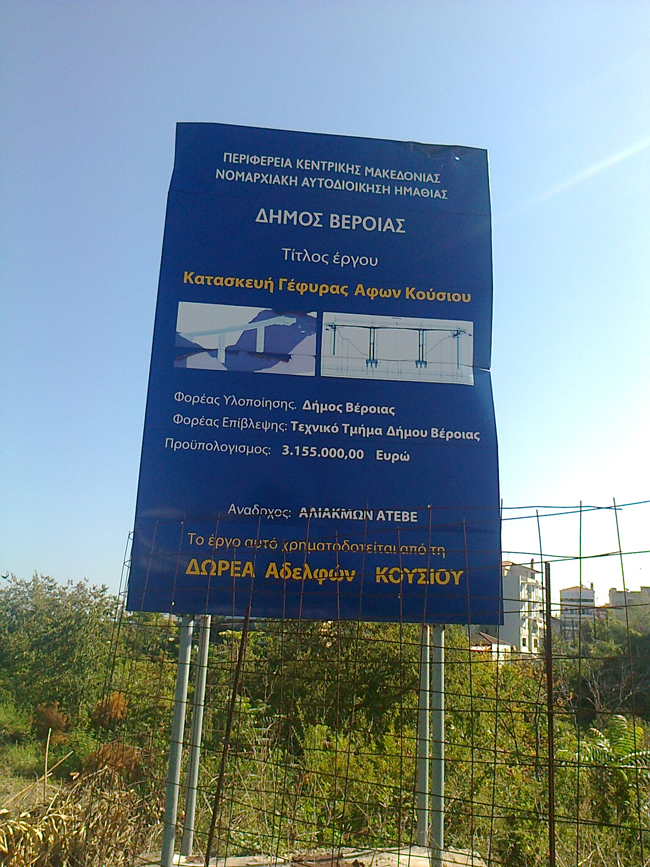 ΠΕΡΙΦΕΡΕΙΑ ΚΕΝΤΡΙΚΗΣ ΜΑΚΕΔΟΝΙΑΣ
ΝΟΜΑΡΧΙΑΚΗ ΑΥΤΟΔΙΟΙΚΗΣΗ ΗΜΑΘΙΑΣ
ΔΗΜΟΣ ΒΕΡΟΙΑΣ
Τίτλος έργου
Κατασκευή Γέφυρας Αφων Κούσιου
Φορέας Υλοποίησης. Δήμος Βέροιας
Φορέας Επίβλεψης: Τεχνικό Τμήμα Δήμου Βέροιας
Προϋπολογισμος: 3.155.000,00 Ευρώ
Αναδοχος: ΑΛΙΑΚΜΩΝ ΑΤΕΒΕ
Το έργο αυτό χρηματοδοτείται από τη
ΔΩΡΕΑ Αδελφών ΚΟΥΣΙΟΥ